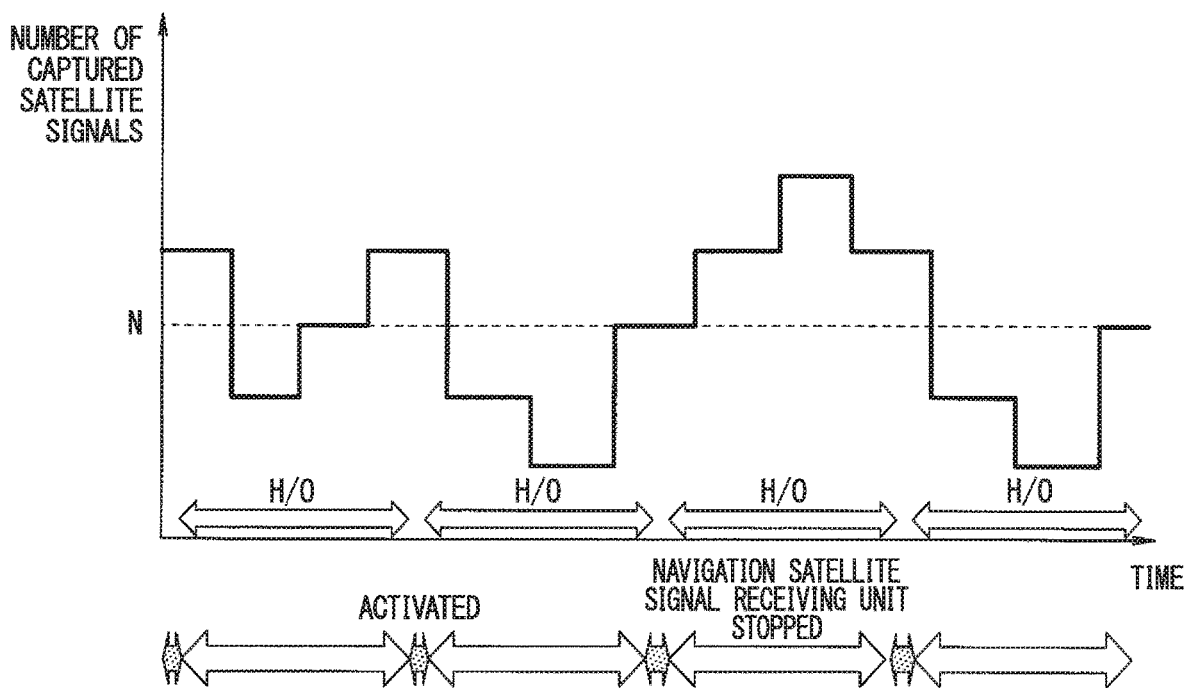 NUMBER OF
CAPTURED
SATELLITE
SIGNALS
N
H/O
H/O
H/O
H/O
TIME
ACTIVATED
NAVIGATION SATELLITE
SIGNAL RECEIVING UNIT
STOPPED